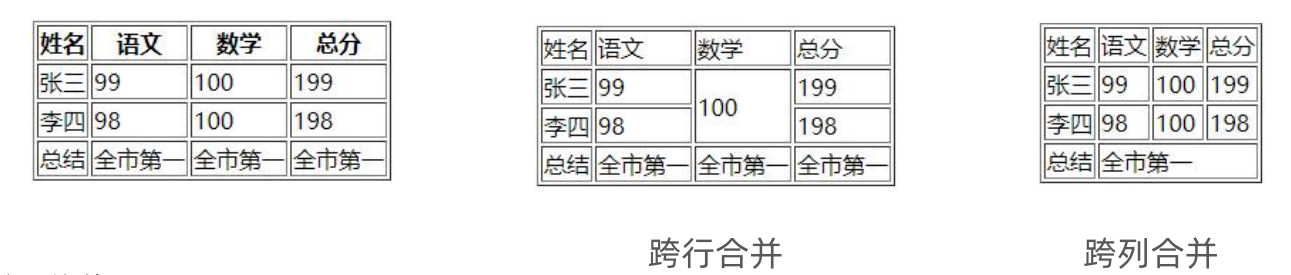 姓名 语文 数学 总分
张三 99 100 199
李四 98 100 198
总结 全市第一 全市第一 全市第一
姓名 语文 数学 总分
张三 99 100 199
李四 98 198
总结 全市第一 全市第一 全市第一
跨行合并
姓名 语文 数学 总分
张三 99 100 199
李四 98 100 198
总结 全市第一
跨列合并